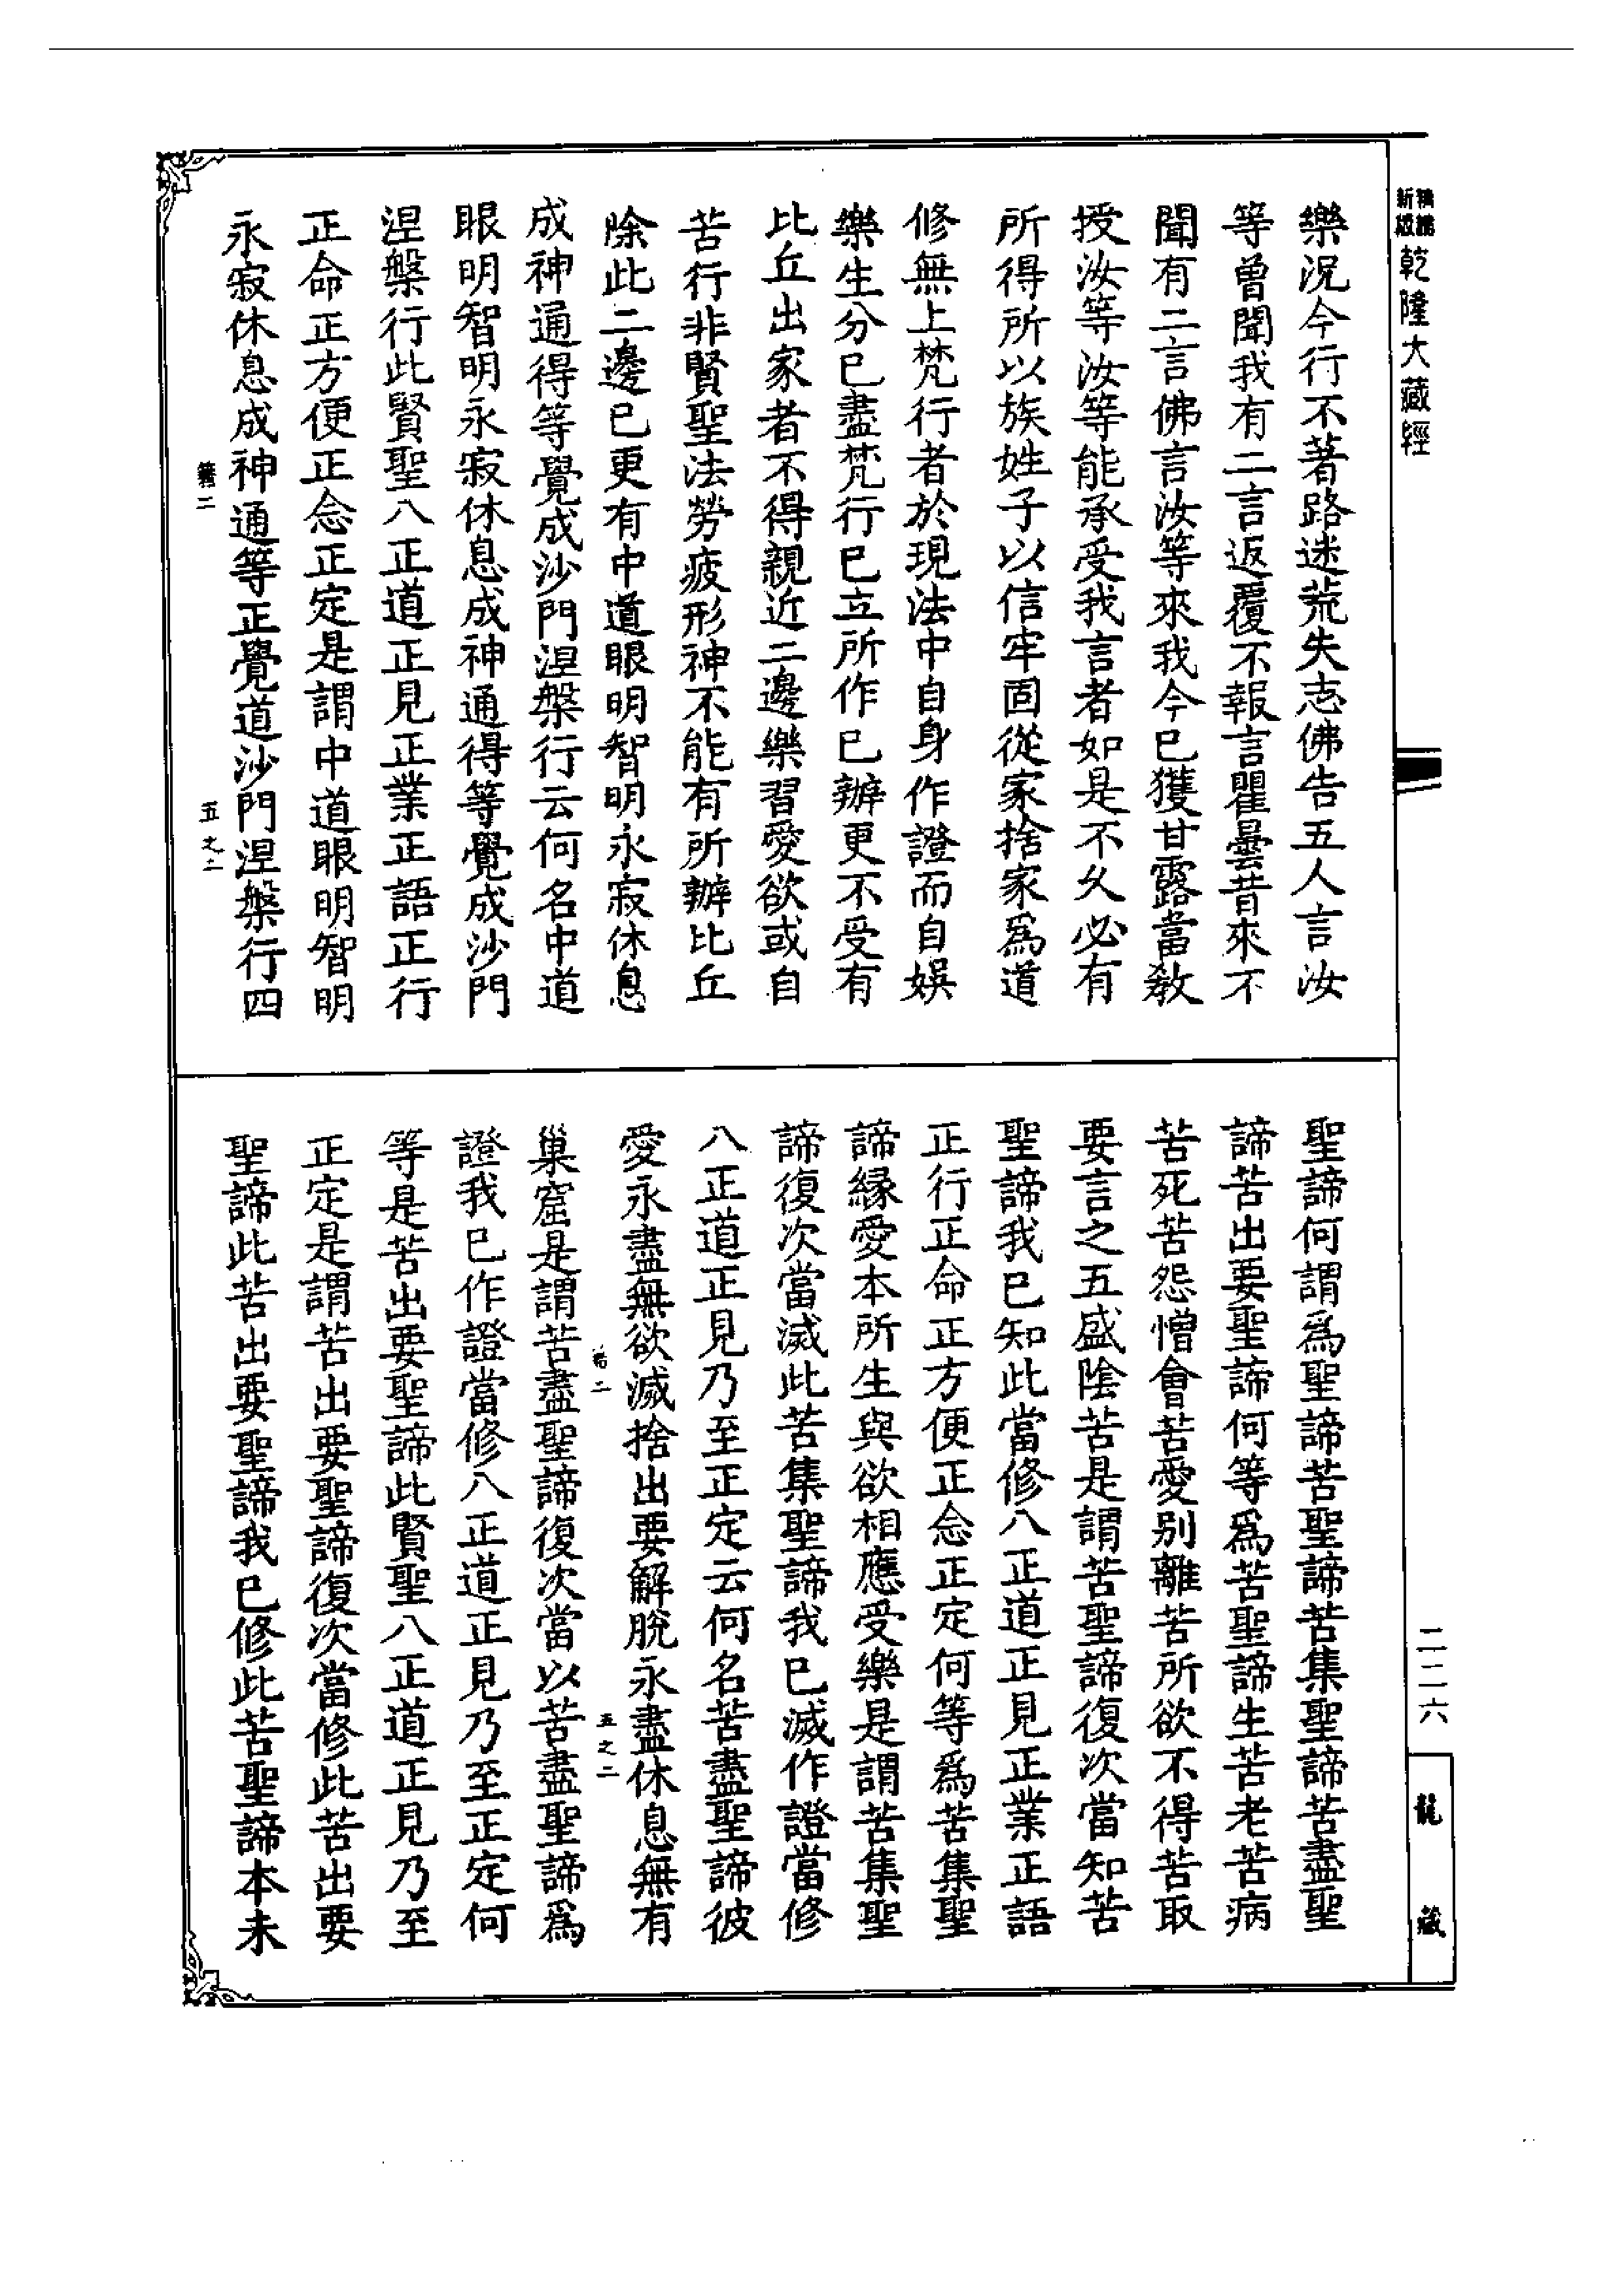 乾隆大藏經
樂況今行不著路迷荒失志佛告五人言汝
等曾聞我有二言返覆不報言瞿曇昔來不
聞有二言佛言汝等來我今已獲甘露當敎
授汝等汝等能承受我言者如是不久必有
所得所以族姓子以信牢固從家捨家爲道
修無上梵行者於現法中自身作證而自娛
樂生分已盡梵行已立所作已辦更不受有
比丘出家者不得親近二邊樂習愛欲或自
苦行非賢聖法勞疲形神不能有所辦比丘
除此二邊已更有中道眼明智明永寂休息
成神通得等覺成沙門涅槃行云何名中道
眼明智明永寂休息成神通得等覺成沙門
涅槃行此賢聖八正道正見正業正語正行
正命正方便正念正定是謂中道眼明智明
永寂休息成神通等正覺道沙門涅槃行四
五之二
聖諦何謂爲聖諦苦聖諦苦集聖諦苦盡聖
諦苦出要聖諦何等爲苦聖諦生苦老苦病
苦死苦怨憎會苦愛別離苦所欲不得苦取
要言之五盛陰苦是謂苦聖諦復次當知苦
聖諦我已知此當修八正道正見正業正語
正行正命正方便正念正定何等爲苦集聖
諦緣愛本所生與欲相應受樂是謂苦集聖
諦復次當滅此苦集聖諦我已滅作證當修
八正道正見乃至正定云何名苦盡聖諦彼
愛永盡無欲滅捨出要解脫永盡休息無有
五之二
巢窟是謂苦盡聖諦復次當以苦盡聖諦爲
證我已作證當修八正道正見乃至正定何
等是苦出要聖諦此賢聖八正道正見乃至
正定是謂苦出要聖諦復次當修此苦出要
聖諦此苦出要聖諦我已修此苦聖諦本未
二二六
龍藏